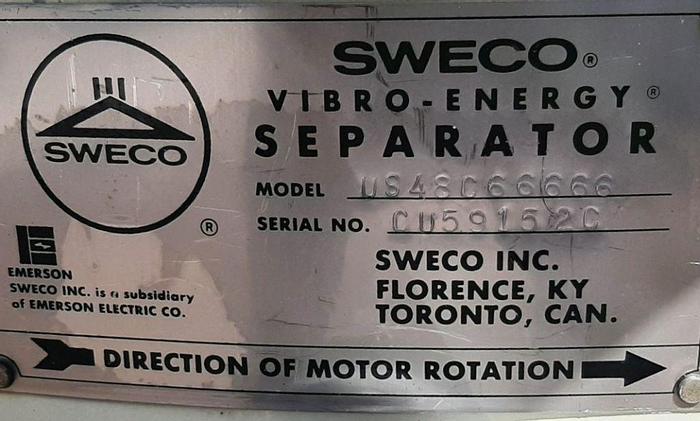 SWECO®
VIBRO-ENERGY®
SEPARATOR
SWECO
®
MODEL US48C66666
SERIAL NO. CU59152C
SWECO INC.
FLORENCE, KY
TORONTO, CAN.
EMERSON
SWECO INC. is a subsidiary
of EMERSON ELECTRIC CO.
DIRECTION OF MOTOR ROTATION